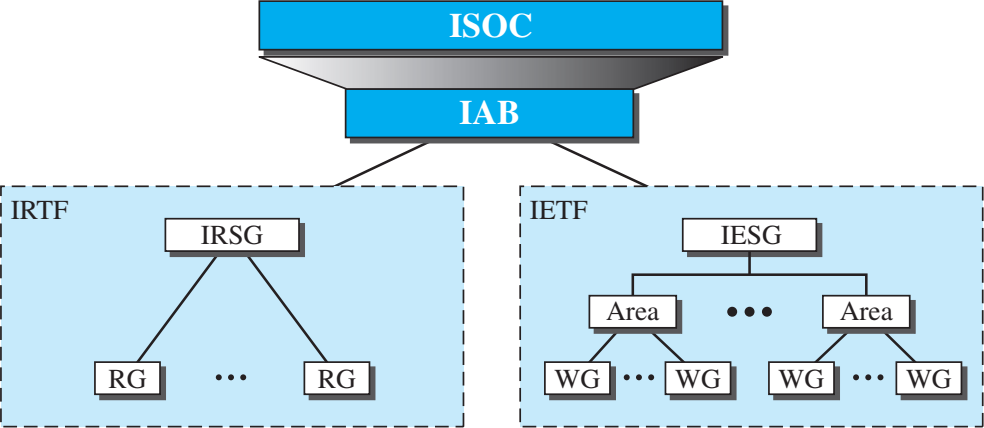 ISOC
IAB
IRTF
IRSG
RG ... RG
IETF
IESG
Area ... Area
WG ... WG WG ... WG